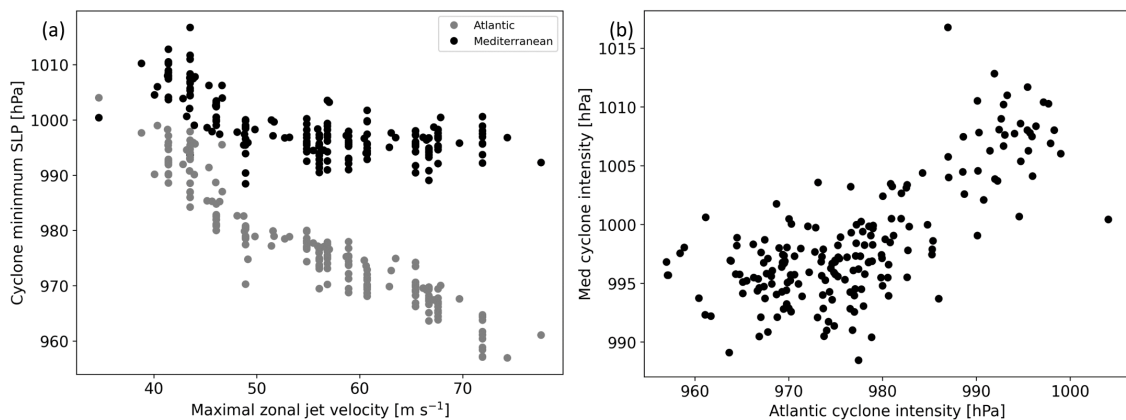 (a)
Atlantic
Mediterranean
Cyclone mininmum SLP [hPa]
1010
1000
990
980
970
960
40
50
60
70
Maximal zonal jet velocity [m s⁻¹]
(b)
Med cyclone intensity [hPa]
1015
1010
1005
1000
995
990
960
970
980
990
1000
Atlantic cyclone intensity [hPa]